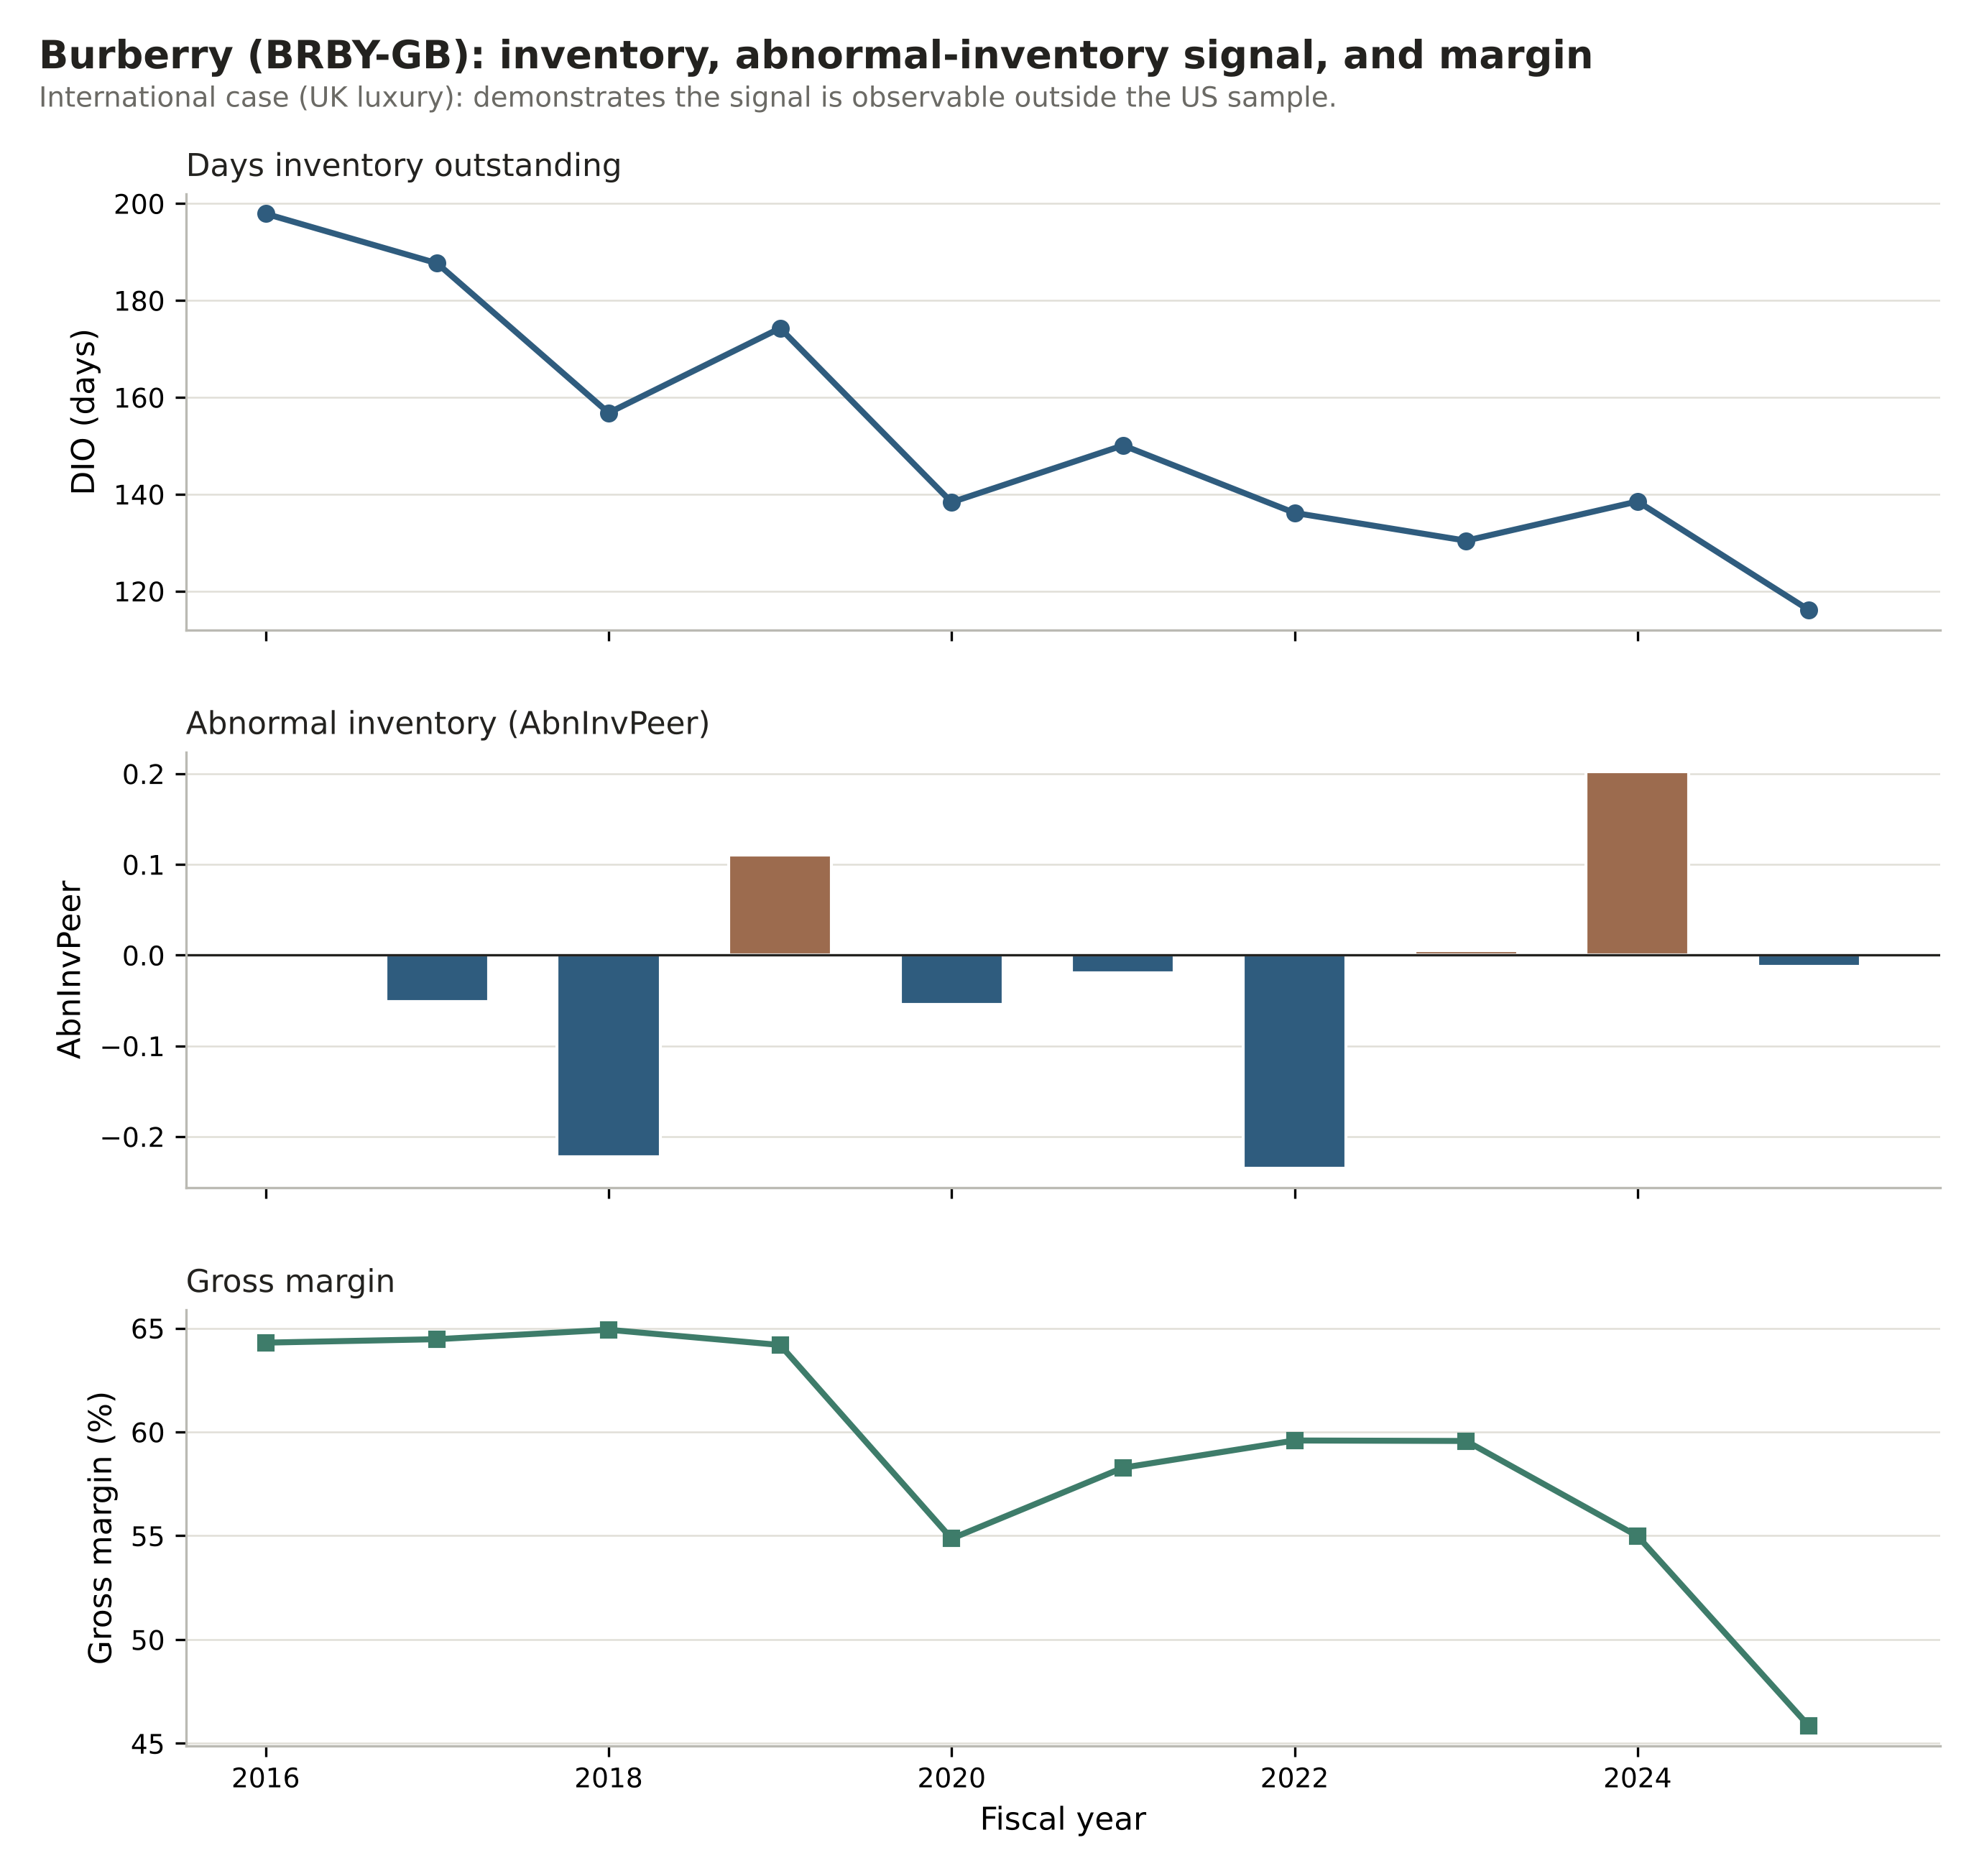 Burberry (BRBY-GB): inventory, abnormal-inventory signal, and margin
International case (UK luxury): demonstrates the signal is observable outside the US sample.
Days inventory outstanding
DIO (days)
200
180
160
140
120
Abnormal inventory (AbnInvPeer)
AbnInvPeer
0.2
0.1
0.0
−0.1
−0.2
Gross margin
Gross margin (%)
65
60
55
50
45
2016 2018 2020 2022 2024
Fiscal year